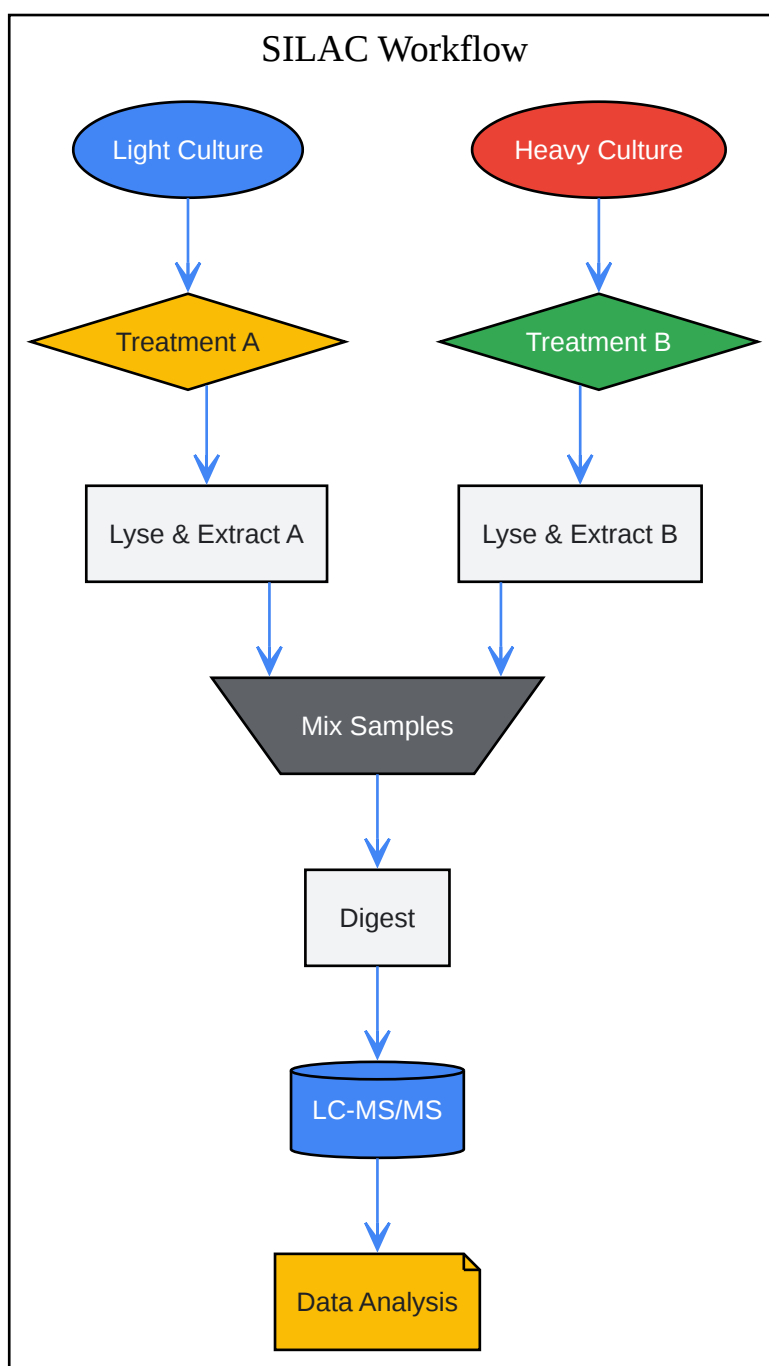 SILAC Workflow
Light Culture
Heavy Culture
Treatment A
Treatment B
Lyse & Extract A
Lyse & Extract B
Mix Samples
Digest
LC-MS/MS
Data Analysis